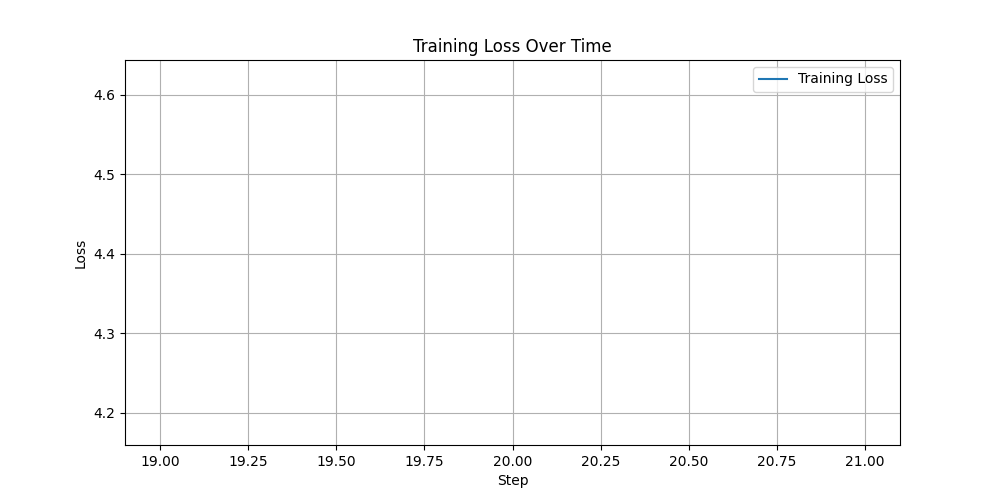 Training Loss Over Time
Training Loss
4.6
4.5
4.4
4.3
4.2
Loss
19.00 19.25 19.50 19.75 20.00 20.25 20.50 20.75 21.00
Step